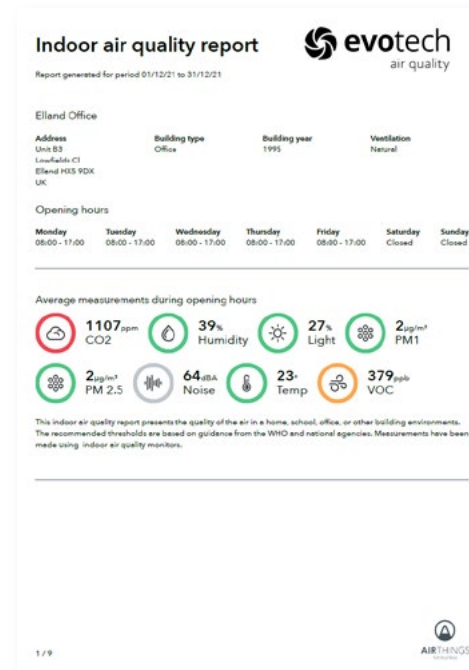 Indoor air quality report
evotech
air quality
Report generated for period 01/12/21 to 31/12/21
Elland Office
Address Building type Building year Ventilation
Unit B3 Office 1995 Natural
Lowfields Cl
Elland HX5 9DX
UK
Opening hours
Monday Tuesday Wednesday Thursday Friday Saturday Sunday
08:00 - 17:00 08:00 - 17:00 08:00 - 17:00 08:00 - 17:00 08:00 - 17:00 Closed Closed
Average measurements during opening hours
1107ppm 39% 27% 2µg/m³
CO2 Humidity Light PM1
2µg/m³ 64dBA 23° 379ppb
PM 2.5 Noise Temp VOC
This indoor air quality report presents the quality of the air in a home, school, office, or other building environments.
The recommended thresholds are based on guidance from the WHO and national agencies. Measurements have been
made using indoor air quality monitors.
1 / 9
AIRTHINGS